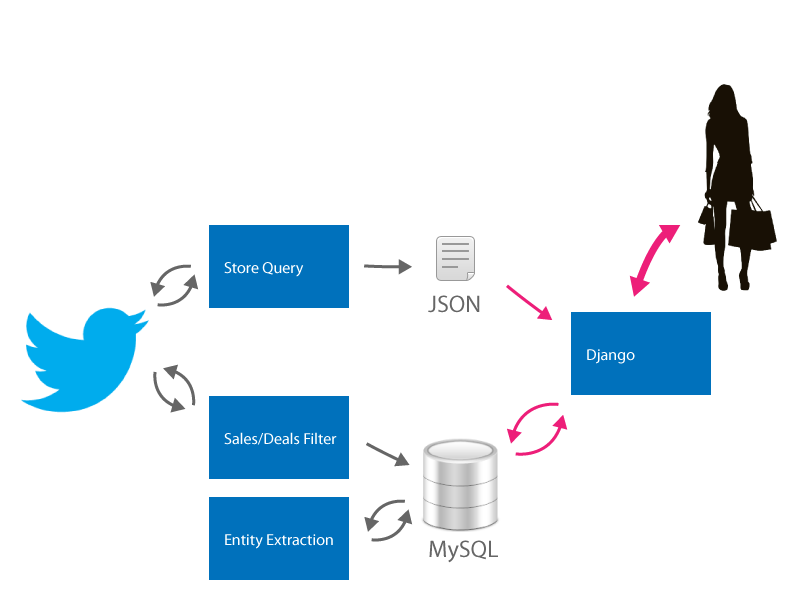 Store Query
JSON
Django
Sales/Deals Filter
Entity Extraction
MySQL